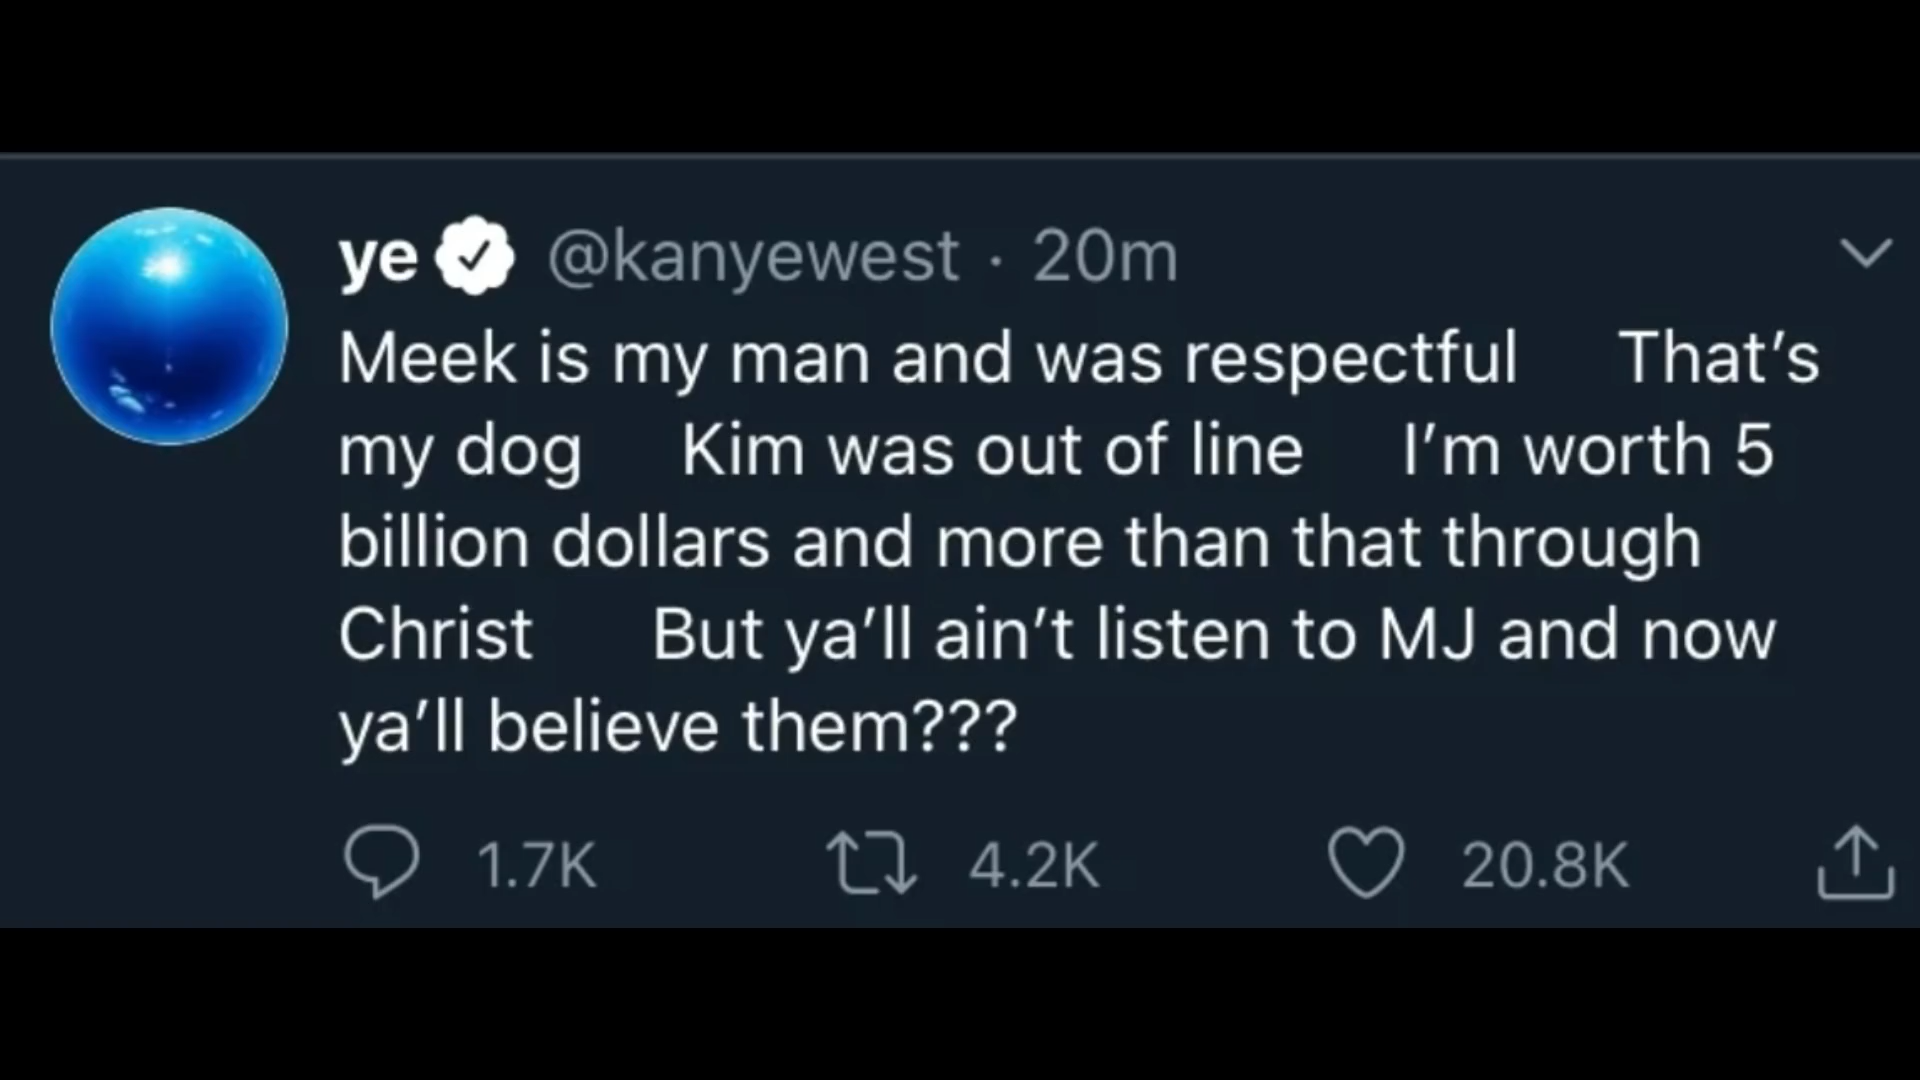 ye @kanyewest · 20m
Meek is my man and was respectful That’s
my dog Kim was out of line I’m worth 5
billion dollars and more than that through
Christ But ya’ll ain’t listen to MJ and now
ya’ll believe them???
1.7K 4.2K 20.8K